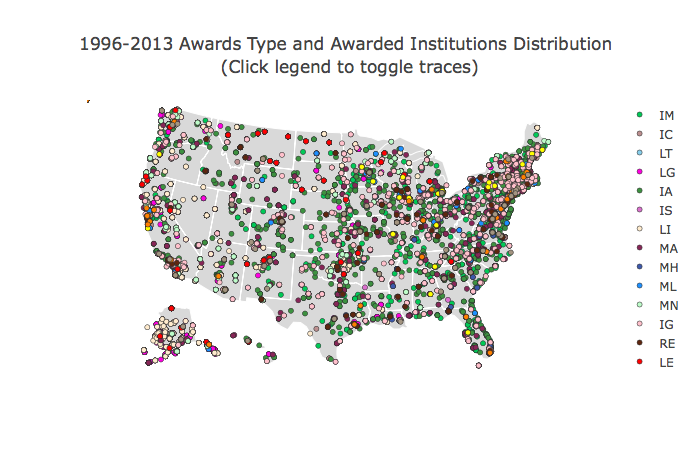 1996-2013 Awards Type and Awarded Institutions Distribution
(Click legend to toggle traces)
IM
IC
LT
LG
IA
IS
LI
MA
MH
ML
MN
IG
RE
LE